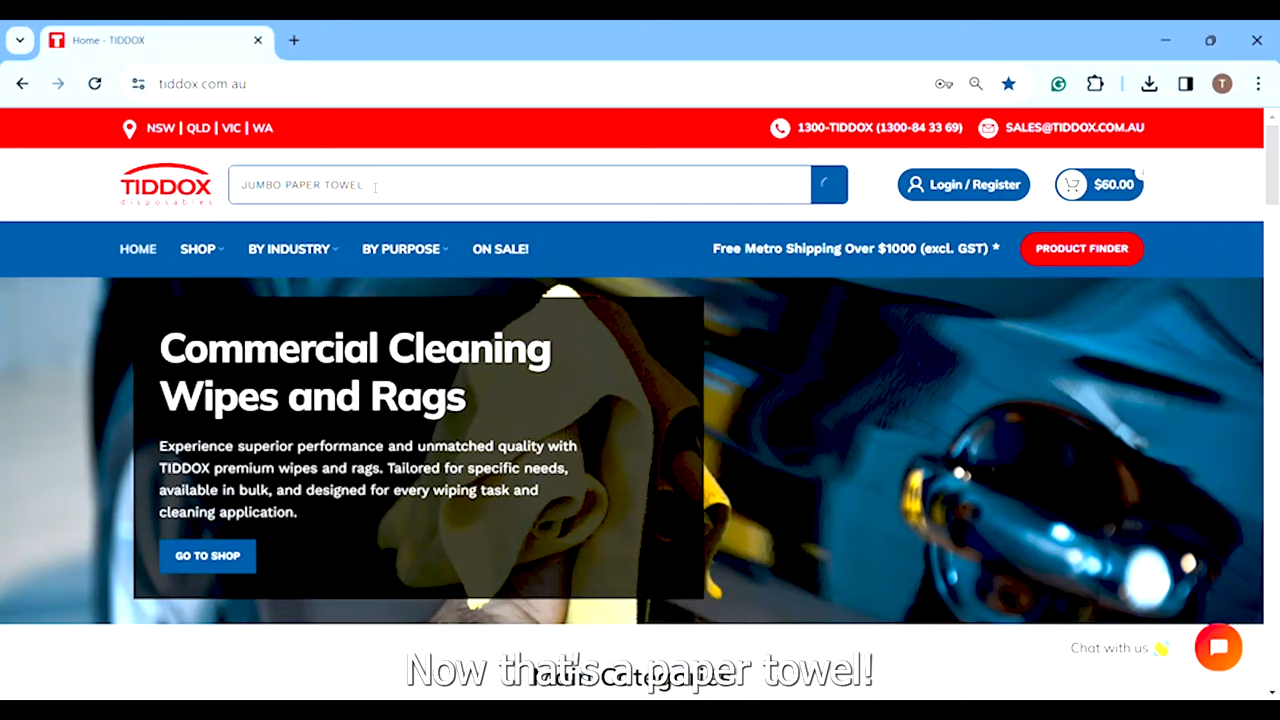 Home - TIDDOX
tiddox.com.au
T
NSW | QLD | VIC | WA
1300-TIDDOX (1300-84 33 69)
SALES@TIDDOX.COM.AU
TIDDOX
disposables
JUMBO PAPER TOWEL
Login / Register
$60.00
HOME
SHOP
BY INDUSTRY
BY PURPOSE
ON SALE!
Free Metro Shipping Over $1000 (excl. GST) *
PRODUCT FINDER
Commercial Cleaning
Wipes and Rags
Experience superior performance and unmatched quality with
TIDDOX premium wipes and rags. Tailored for specific needs,
available in bulk, and designed for every wiping task and
cleaning application.
GO TO SHOP
Chat with us
Main Categories
Now that's a paper towel!